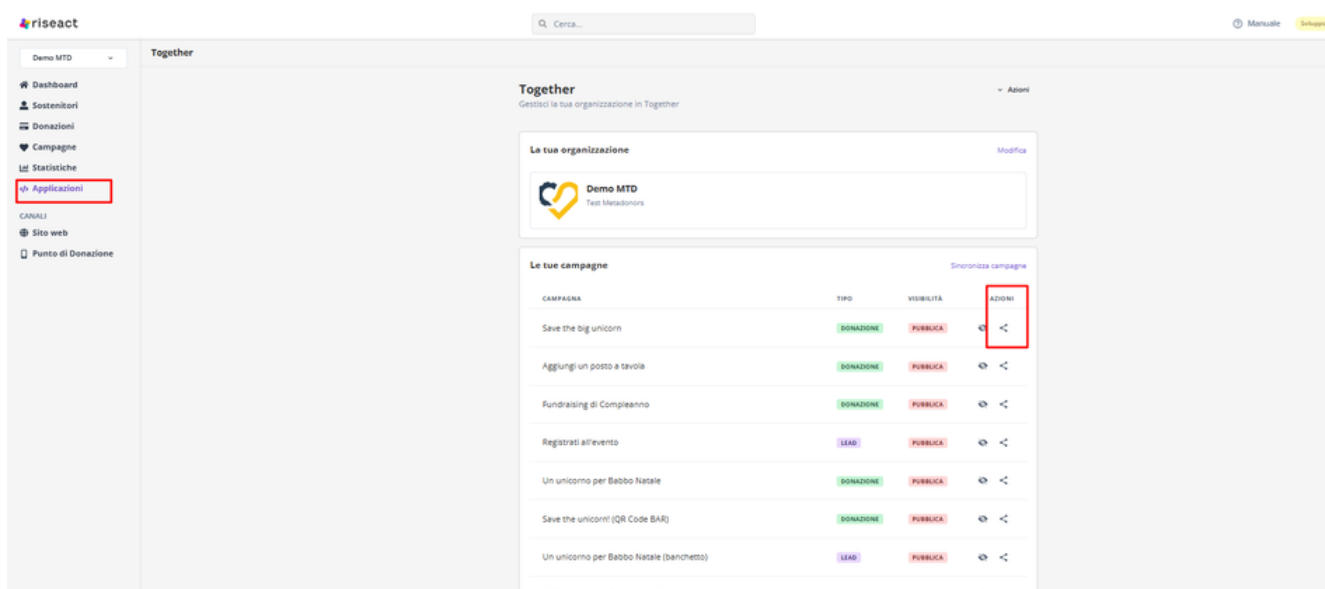 riseact
Cerca...
Manuale
Demo MTD
Together
Dashboard
Sostenitori
Donazioni
Campagne
Statistiche
Applicazioni
CANALI
Sito web
Punto di Donazione
Together
Azioni
Gestisci la tua organizzazione in Together
La tua organizzazione
Modifica
Demo MTD
Test Metadonors
Le tue campagne
Sincronizza campagne
CAMPAGNA TIPO VISIBILITÀ AZIONI
Save the big unicorn DONAZIONE PUBBLICA
Aggiungi un posto a tavola DONAZIONE PUBBLICA
Fundraising di Compleanno DONAZIONE PUBBLICA
Registrati all'evento LEAD PUBBLICA
Un unicorno per Babbo Natale DONAZIONE PUBBLICA
Save the unicorn! (QR Code BAR) DONAZIONE PUBBLICA
Un unicorno per Babbo Natale (banchetto) LEAD PUBBLICA